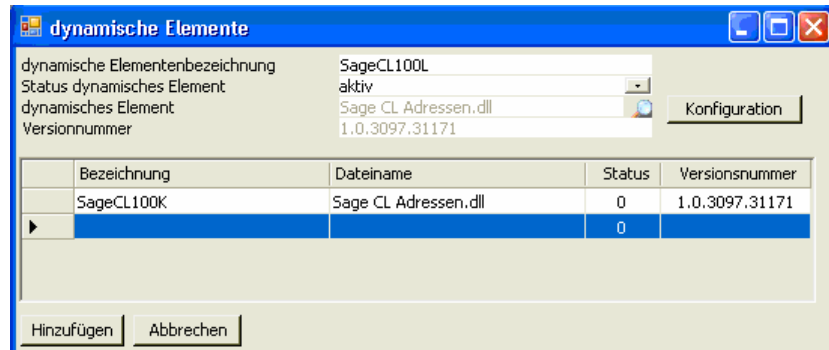 dynamische Elemente
dynamische Elementenbezeichnung SageCL100L
Status dynamisches Element aktiv
dynamisches Element Sage CL Adressen.dll Konfiguration
Versionnummer 1.0.3097.31171
Bezeichnung Dateiname Status Versionsnummer
SageCL100K Sage CL Adressen.dll 0 1.0.3097.31171
0
Hinzufügen Abbrechen